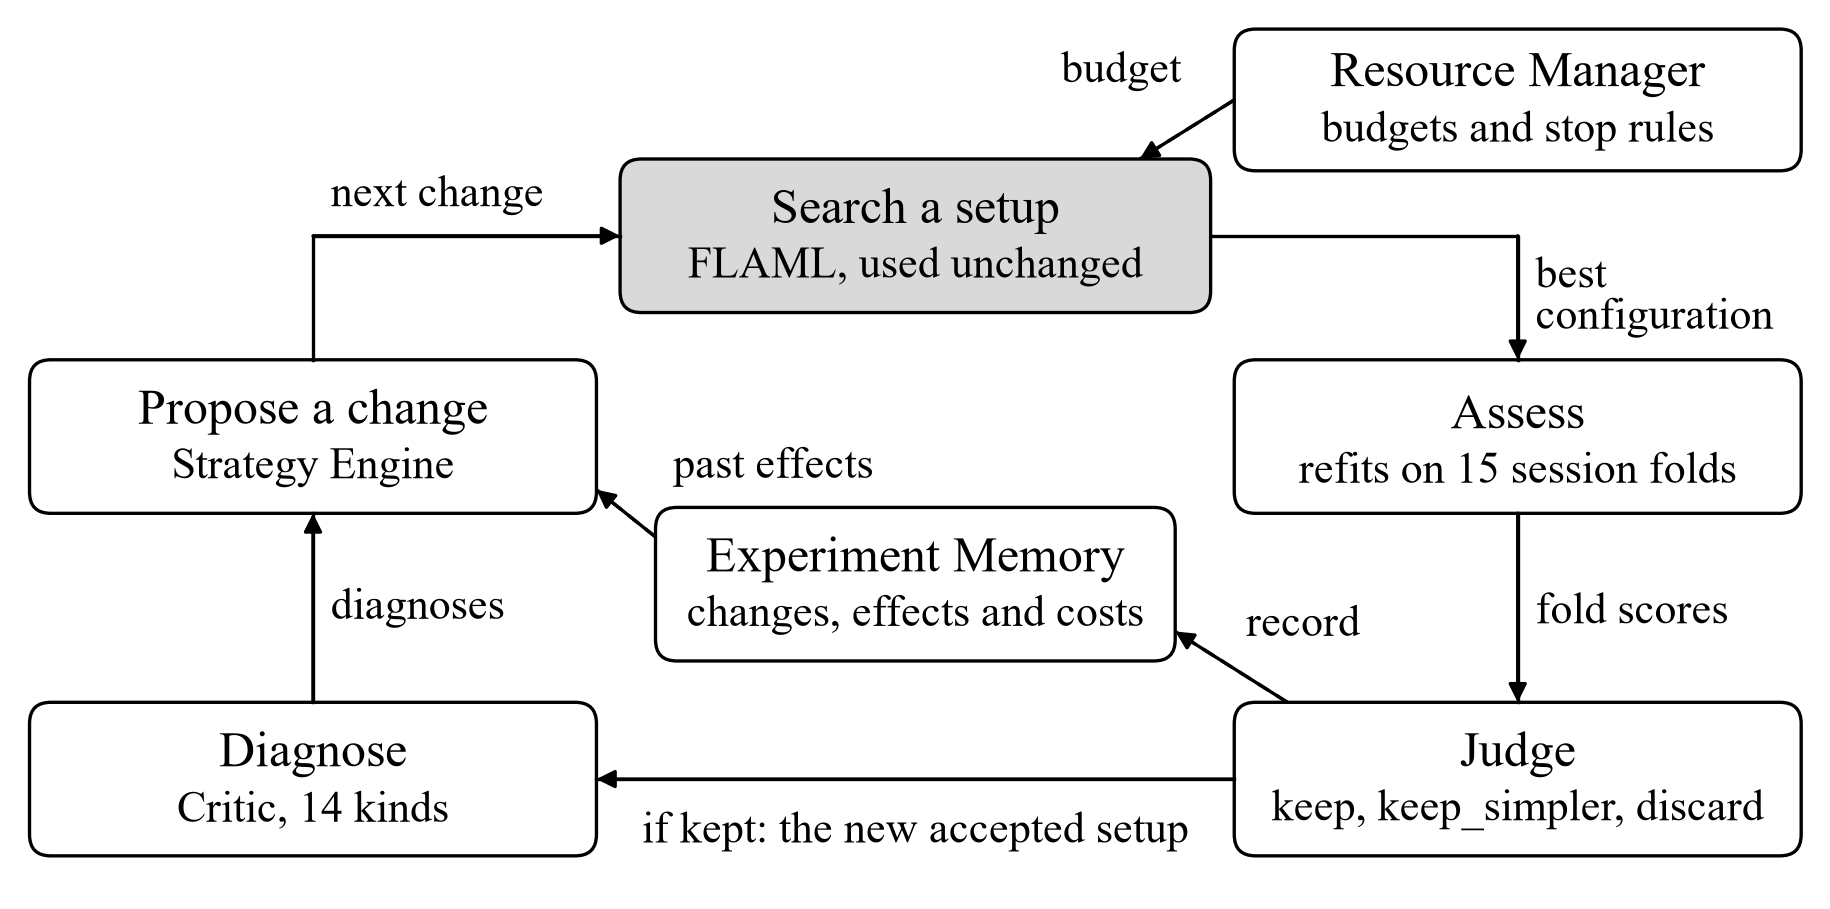 budget
Resource Manager
budgets and stop rules
next change
Search a setup
FLAML, used unchanged
best
configuration
Propose a change
Strategy Engine
Assess
refits on 15 session folds
past effects
Experiment Memory
changes, effects and costs
diagnoses
record
fold scores
Diagnose
Critic, 14 kinds
if kept: the new accepted setup
Judge
keep, keep_simpler, discard